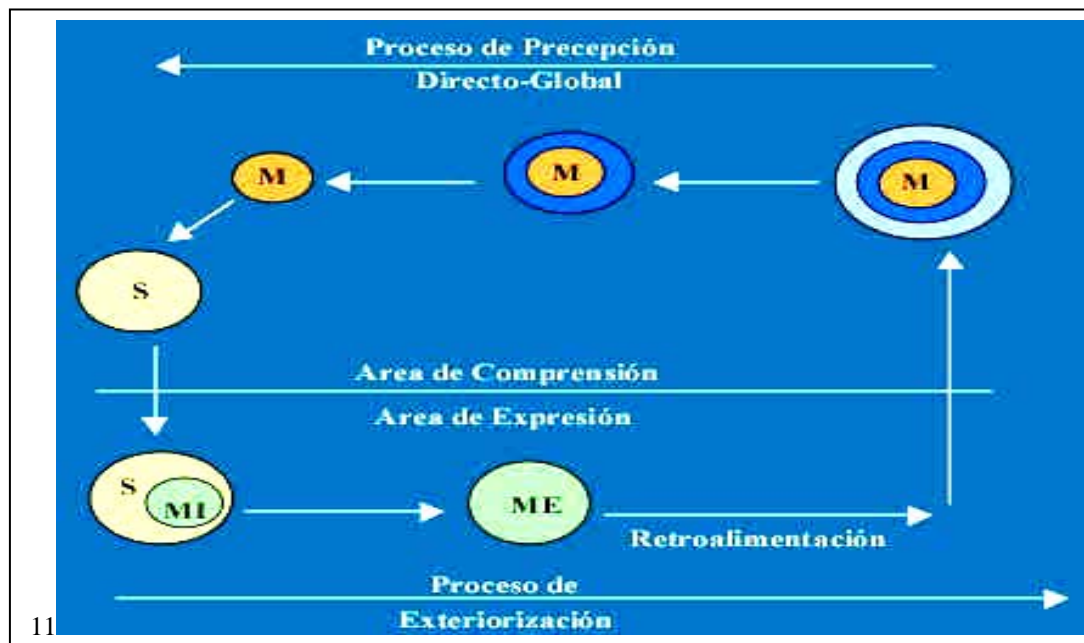 Proceso de Precepción
Directo-Global
M
M
M
S
Area de Comprensión
Area de Expresión
S
MI
ME
Retroalimentación
Proceso de
Exteriorización
11